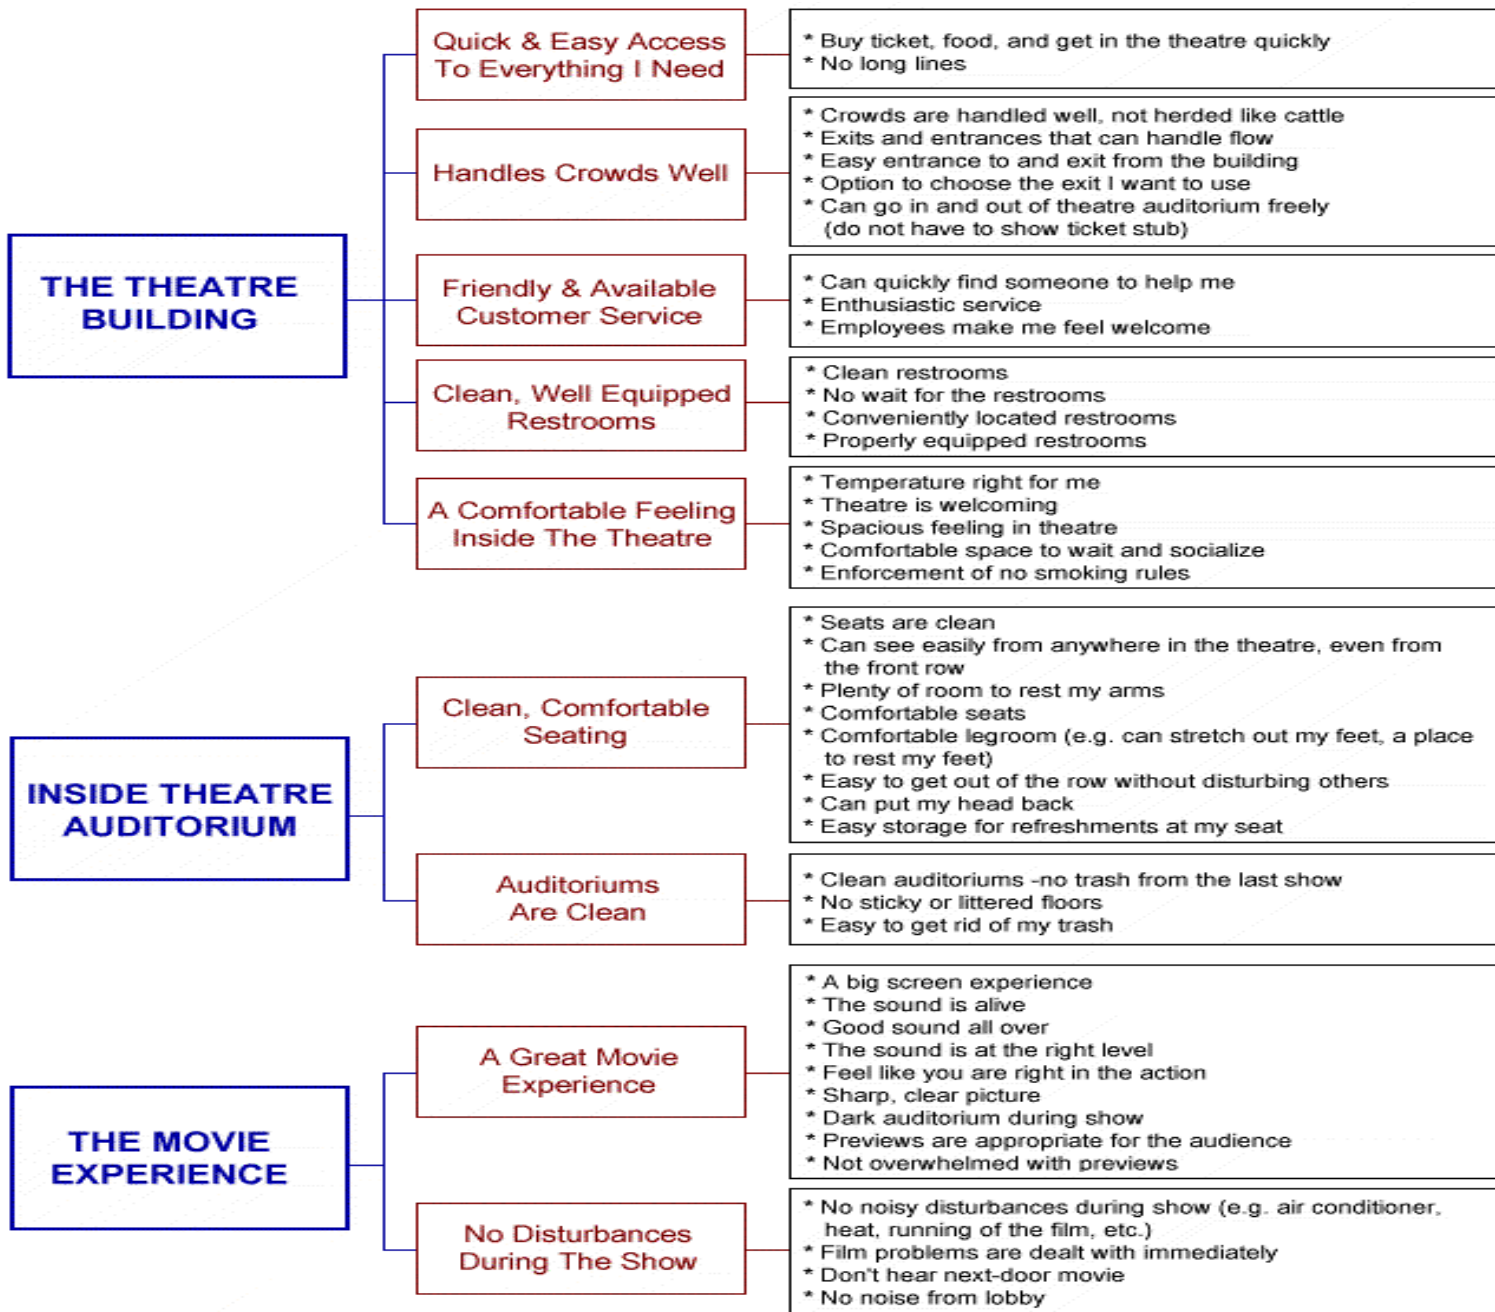 THE THEATRE
BUILDING
Quick & Easy Access
To Everything I Need
* Buy ticket, food, and get in the theatre quickly
* No long lines
Handles Crowds Well
* Crowds are handled well, not herded like cattle
* Exits and entrances that can handle flow
* Easy entrance to and exit from the building
* Option to choose the exit I want to use
* Can go in and out of theatre auditorium freely
(do not have to show ticket stub)
Friendly & Available
Customer Service
* Can quickly find someone to help me
* Enthusiastic service
* Employees make me feel welcome
Clean, Well Equipped
Restrooms
* Clean restrooms
* No wait for the restrooms
* Conveniently located restrooms
* Properly equipped restrooms
A Comfortable Feeling
Inside The Theatre
* Temperature right for me
* Theatre is welcoming
* Spacious feeling in theatre
* Comfortable space to wait and socialize
* Enforcement of no smoking rules
INSIDE THEATRE
AUDITORIUM
Clean, Comfortable
Seating
* Seats are clean
* Can see easily from anywhere in the theatre, even from
the front row
* Plenty of room to rest my arms
* Comfortable seats
* Comfortable legroom (e.g. can stretch out my feet, a place
to rest my feet)
* Easy to get out of the row without disturbing others
* Can put my head back
* Easy storage for refreshments at my seat
Auditoriums
Are Clean
* Clean auditoriums -no trash from the last show
* No sticky or littered floors
* Easy to get rid of my trash
THE MOVIE
EXPERIENCE
A Great Movie
Experience
* A big screen experience
* The sound is alive
* Good sound all over
* The sound is at the right level
* Feel like you are right in the action
* Sharp, clear picture
* Dark auditorium during show
* Previews are appropriate for the audience
* Not overwhelmed with previews
No Disturbances
During The Show
* No noisy disturbances during show (e.g. air conditioner,
heat, running of the film, etc.)
* Film problems are dealt with immediately
* Don't hear next-door movie
* No noise from lobby